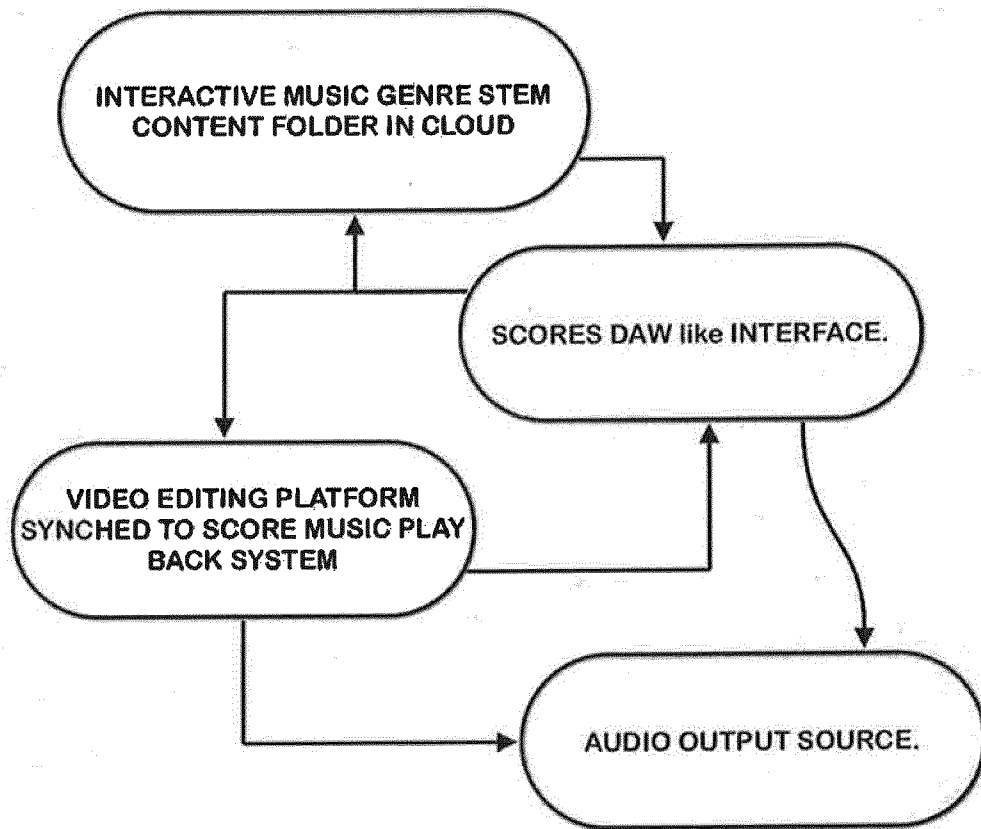 INTERACTIVE MUSIC GENRE STEM
CONTENT FOLDER IN CLOUD
SCORES DAW like INTERFACE.
VIDEO EDITING PLATFORM
SYNCHED TO SCORE MUSIC PLAY
BACK SYSTEM
AUDIO OUTPUT SOURCE.